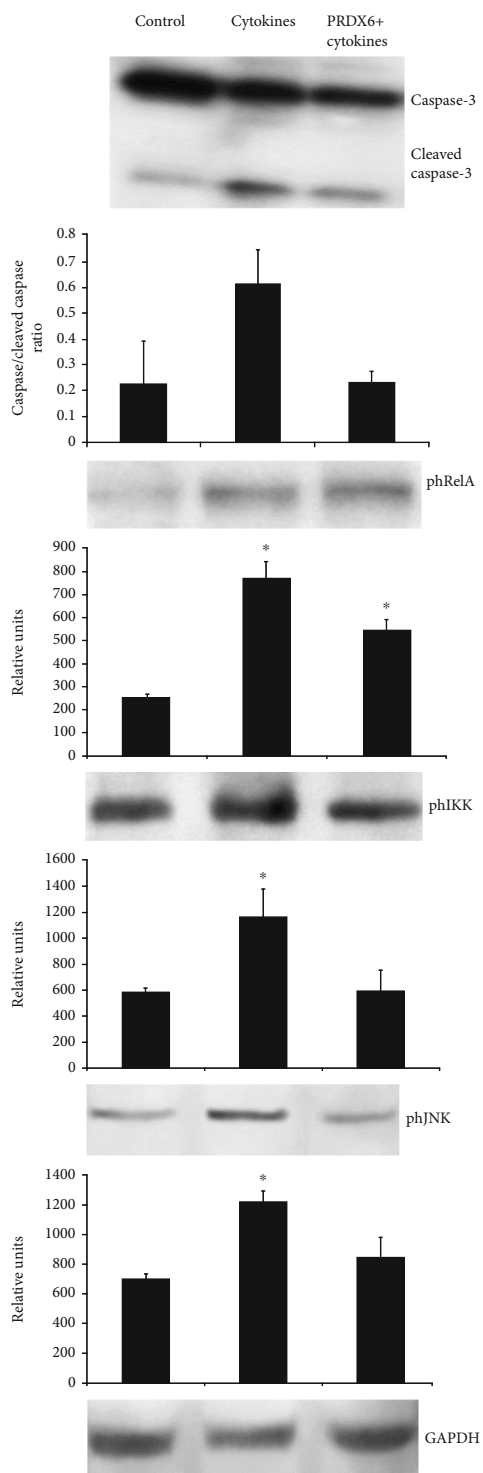 Control
Cytokines
PRDX6+
cytokines
Caspase-3
Cleaved
caspase-3
Caspase/cleaved caspase
ratio
0.8
0.7
0.6
0.5
0.4
0.3
0.2
0.1
0
phRelA
Relative units
900
800
700
600
500
400
300
200
100
0
*
*
phIKK
Relative units
1600
1400
1200
1000
800
600
400
200
0
*
phJNK
Relative units
1400
1200
1000
800
600
400
200
0
*
GAPDH